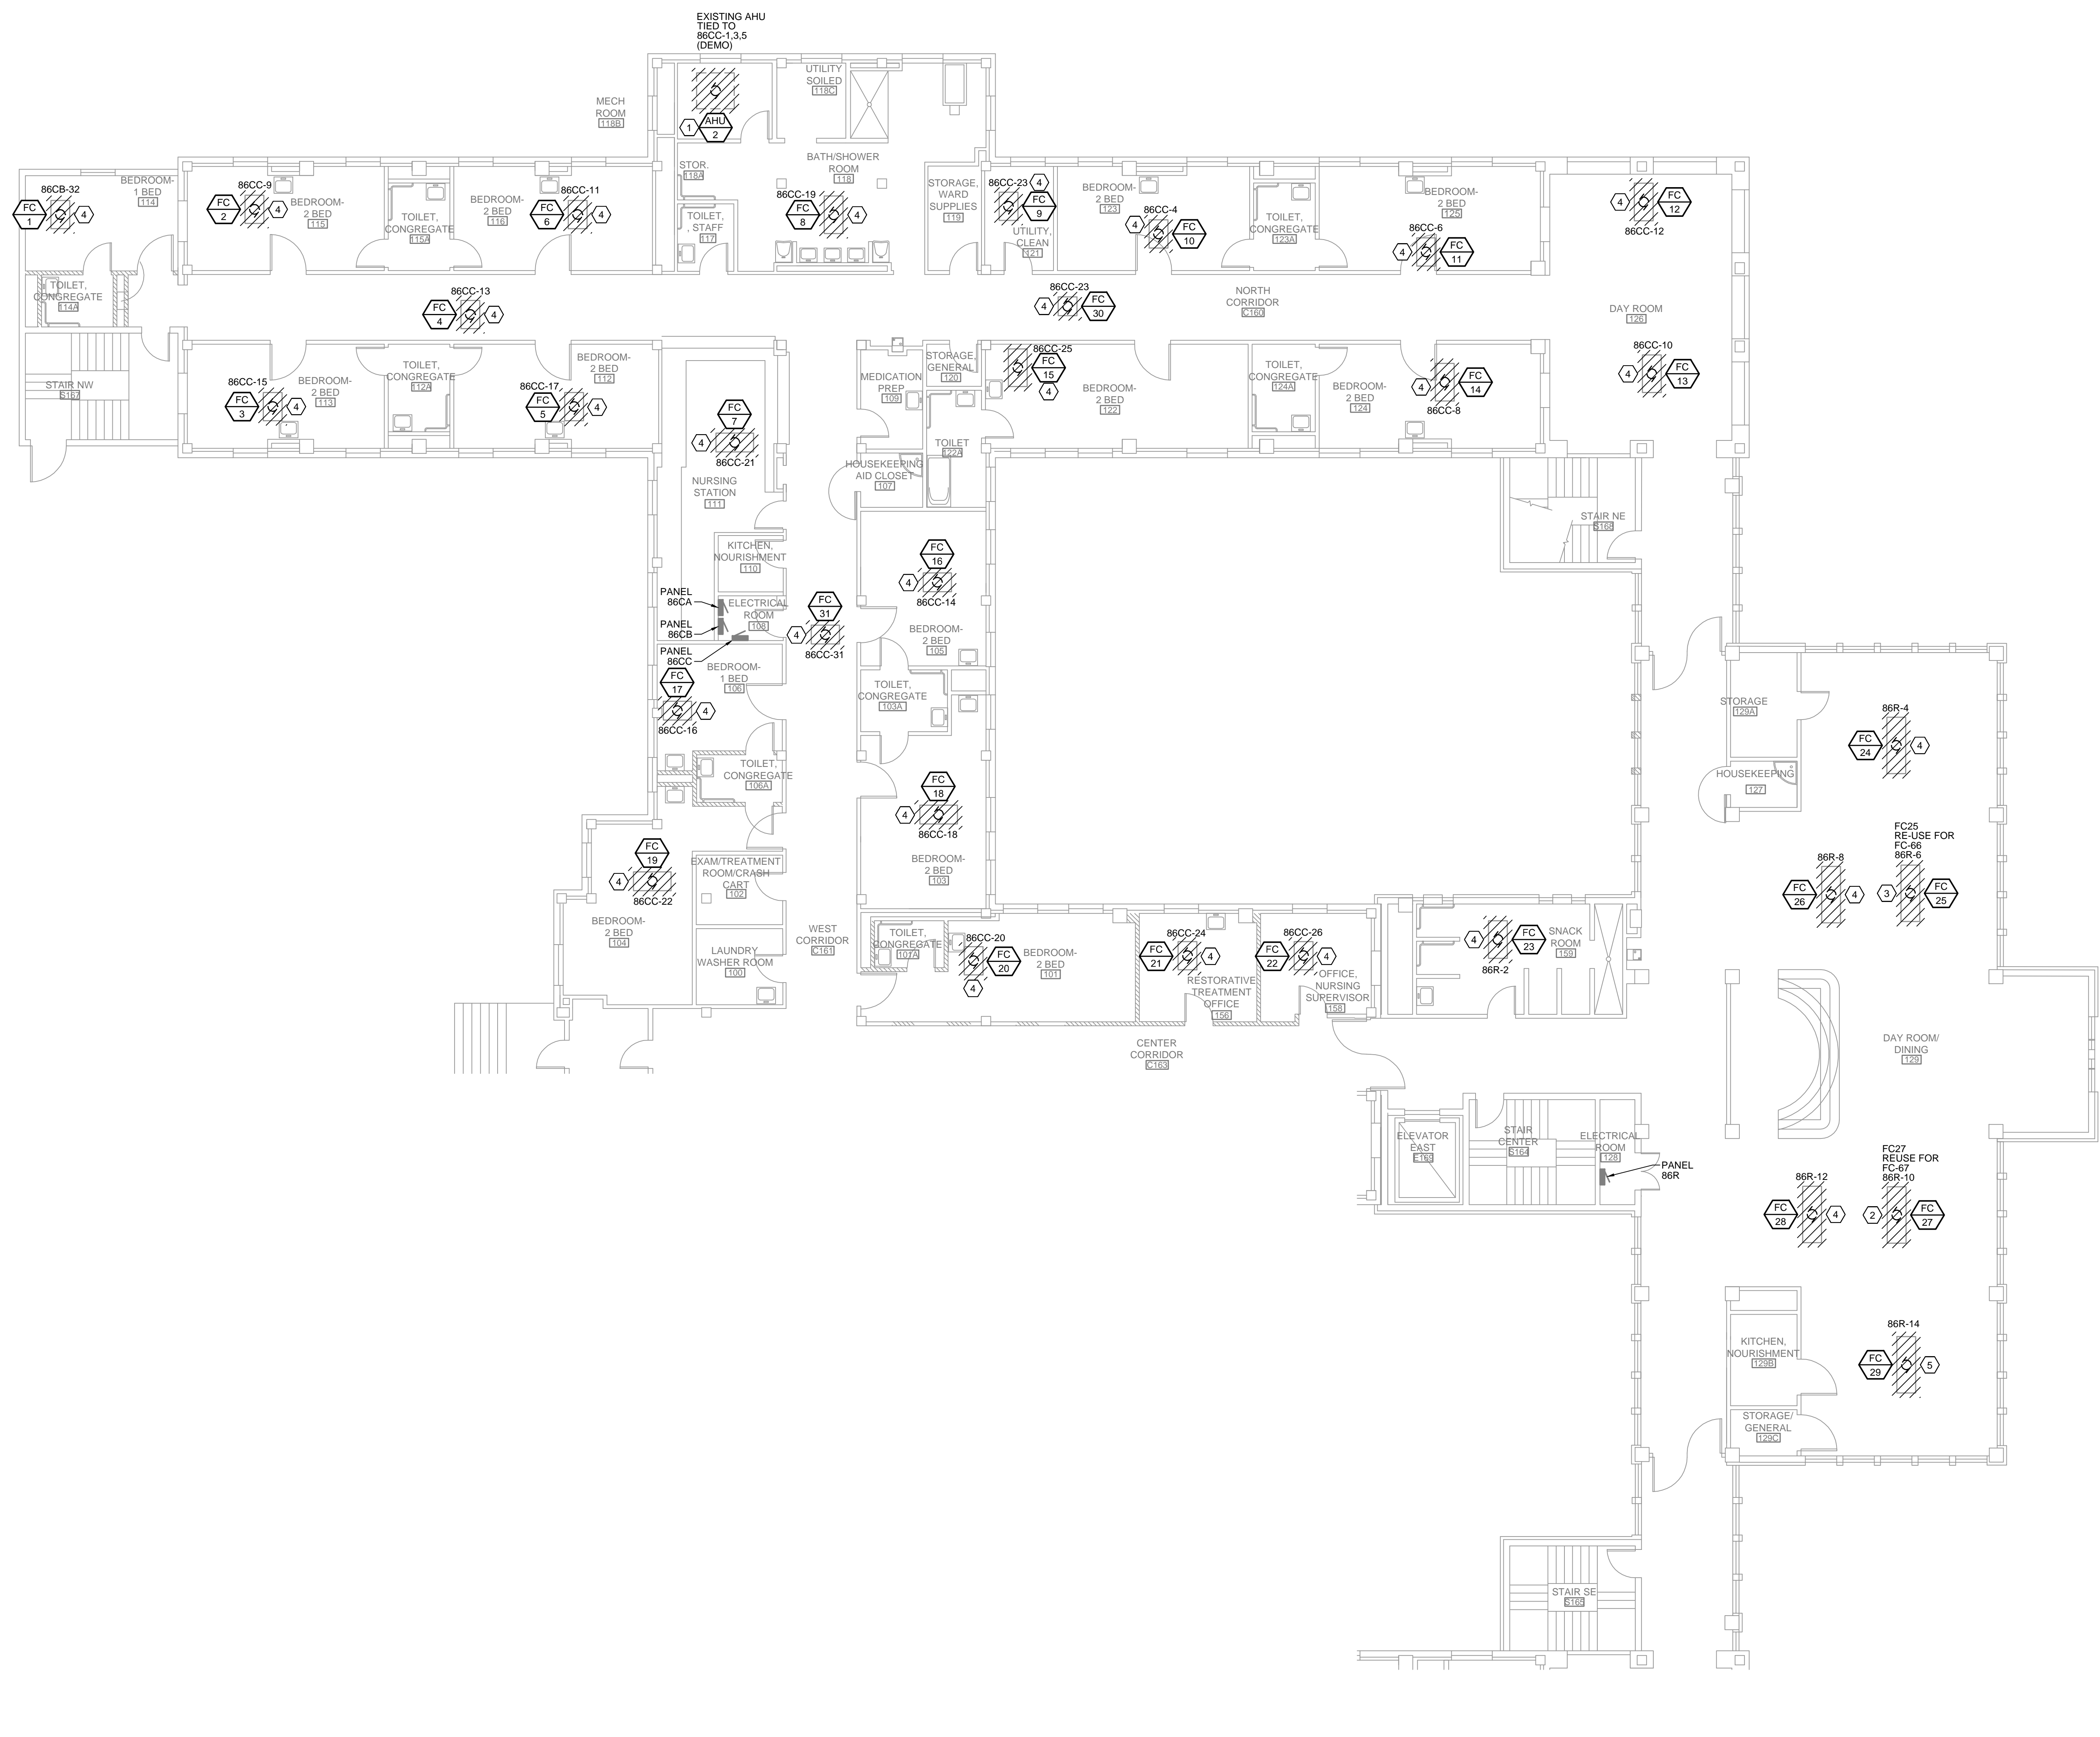 EXISTING AHU
TIED TO
86CC-1,3,5
(DEMO)
1
AHU
2
UTILITY
SOILED
118C
MECH
ROOM
118B
BATH/SHOWER
ROOM
118
STOR.
118A
TOILET,
, STAFF
117
86CC-19
FC
8
4
STORAGE,
WARD
SUPPLIES
119
86CB-32
FC
1
4
BEDROOM-
1 BED
114
86CC-9
FC
2
4
BEDROOM-
2 BED
115
TOILET,
CONGREGATE
115A
BEDROOM-
2 BED
116
86CC-11
FC
6
4
86CC-23
4
FC
9
UTILITY,
CLEAN
121
BEDROOM-
2 BED
123
86CC-4
4
FC
10
TOILET,
CONGREGATE
123A
BEDROOM-
2 BED
125
86CC-6
4
FC
11
4
FC
12
86CC-12
TOILET,
CONGREGATE
114A
86CC-13
FC
4
4
86CC-23
4
FC
30
NORTH
CORRIDOR
C160
DAY ROOM
126
STAIR NW
S167
86CC-15
FC
3
4
BEDROOM-
2 BED
113
TOILET,
CONGREGATE
112A
86CC-17
FC
5
4
BEDROOM-
2 BED
112
FC
7
4
86CC-21
NURSING
STATION
111
MEDICATION
PREP
109
STORAGE,
GENERAL
120
86CC-25
FC
15
4
BEDROOM-
2 BED
122
TOILET,
CONGREGATE
124A
BEDROOM-
2 BED
124
4
FC
14
86CC-8
86CC-10
4
FC
13
TOILET
122A
HOUSEKEEPING
AID CLOSET
107
STAIR NE
S168
KITCHEN,
NOURISHMENT
110
FC
16
4
86CC-14
PANEL
86CA
PANEL
86CB
PANEL
86CC
ELECTRICAL
ROOM
108
FC
31
4
86CC-31
BEDROOM-
2 BED
105
BEDROOM-
1 BED
106
FC
17
4
86CC-16
TOILET,
CONGREGATE
103A
TOILET,
CONGREGATE
106A
FC
18
4
86CC-18
BEDROOM-
2 BED
103
FC
19
4
86CC-22
BEDROOM-
2 BED
104
EXAM/TREATMENT
ROOM/CRASH
CART
102
LAUNDRY
WASHER ROOM
100
WEST
CORRIDOR
C161
TOILET,
CONGREGATE
101A
86CC-20
FC
20
4
BEDROOM-
2 BED
101
86CC-24
FC
21
4
RESTORATIVE
TREATMENT
OFFICE
156
86CC-26
FC
22
4
OFFICE,
NURSING
SUPERVISOR
158
4
FC
23
86R-2
SNACK
ROOM
159
CENTER
CORRIDOR
C163
STORAGE
129A
86R-4
FC
24
4
HOUSEKEEPING
127
86R-8
FC
26
4
FC25
RE-USE FOR
FC-66
86R-6
3
FC
25
DAY ROOM/
DINING
129
ELEVATOR
EAST
STAIR
CENTER
S164
ELECTRICAL
ROOM
128
PANEL
86R
86R-12
FC
28
4
FC27
REUSE FOR
FC-67
86R-10
2
FC
27
KITCHEN,
NOURISHMENT
129B
86R-14
FC
29
5
STORAGE/
GENERAL
129C
STAIR SE
S165